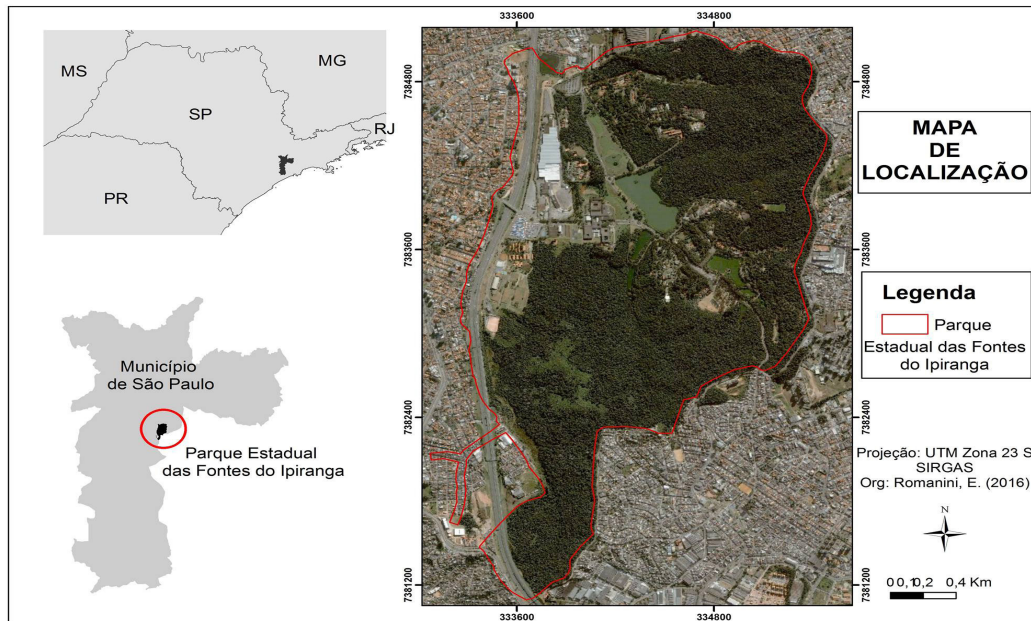 MS
MG
SP
RJ
PR
Município
de São Paulo
Parque Estadual
das Fontes do Ipiranga
333600
334800
7384800
7383600
7382400
7381200
7384800
7383600
7382400
7381200
333600
334800
MAPA
DE
LOCALIZAÇÃO
Legenda
Parque
Estadual das Fontes
do Ipiranga
Projeção: UTM Zona 23 S
SIRGAS
Org: Romanini, E. (2016)
N
0 0,10,2 0,4 Km